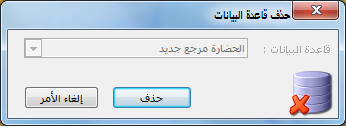 حذف قاعدة البيانات
قاعدة البيانات : الحضارة مرجع جديد
حذف إلغاء الأمر